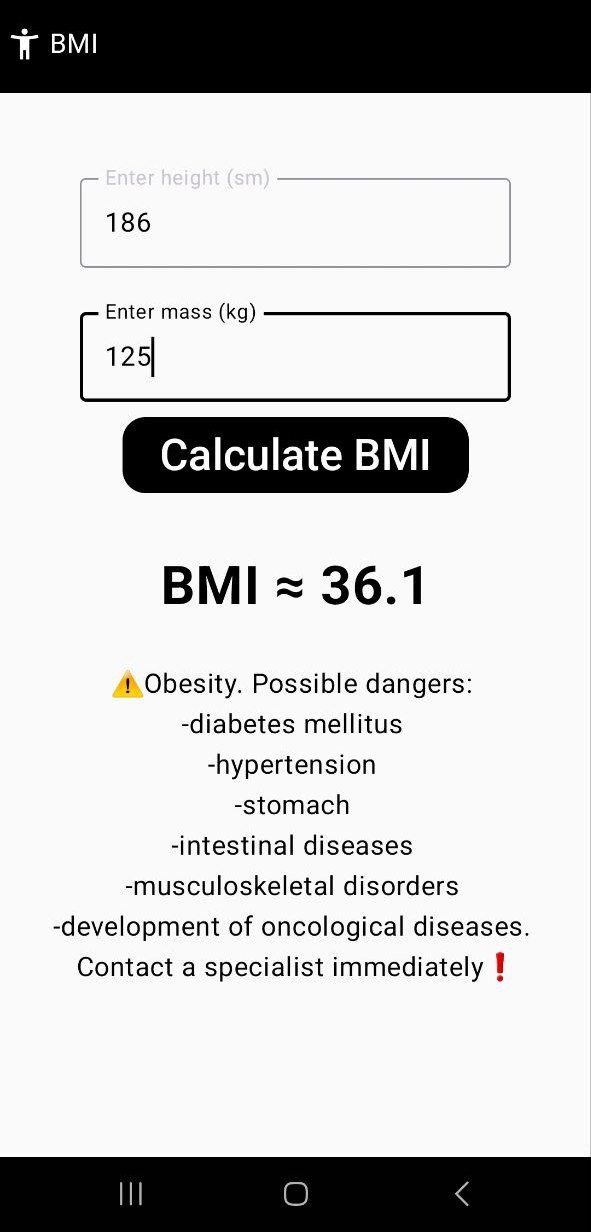 BMI
Enter height (sm)
186
Enter mass (kg)
125
Calculate BMI
BMI ≈ 36.1
⚠️Obesity. Possible dangers:
-diabetes mellitus
-hypertension
-stomach
-intestinal diseases
-musculoskeletal disorders
-development of oncological diseases.
Contact a specialist immediately❗